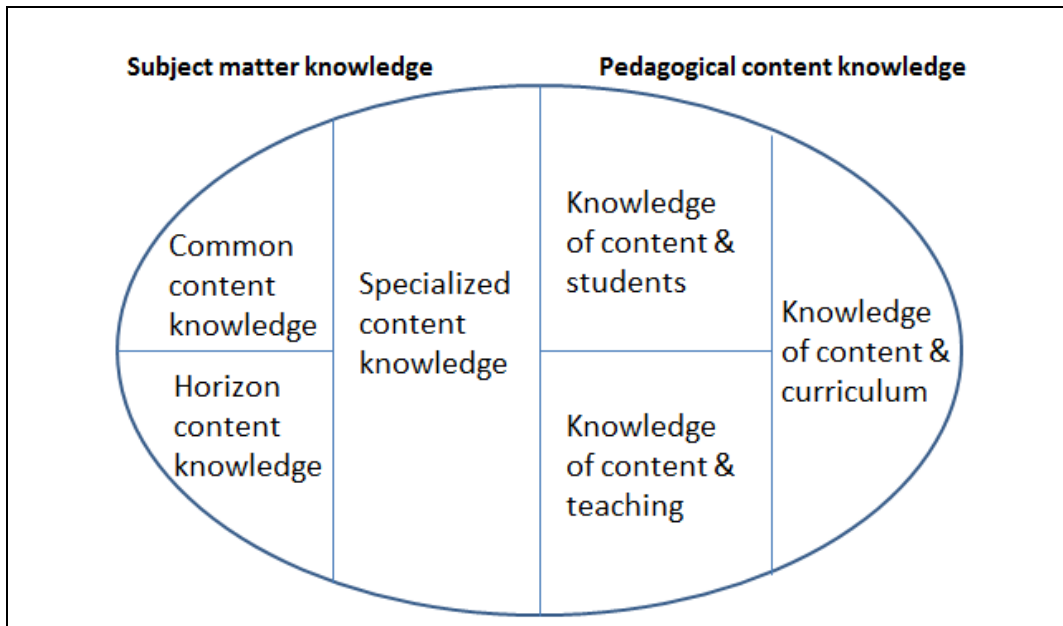 Subject matter knowledge
Pedagogical content knowledge
Common
content
knowledge
Horizon
content
knowledge
Specialized
content
knowledge
Knowledge
of content &
students
Knowledge
of content &
teaching
Knowledge
of content &
curriculum